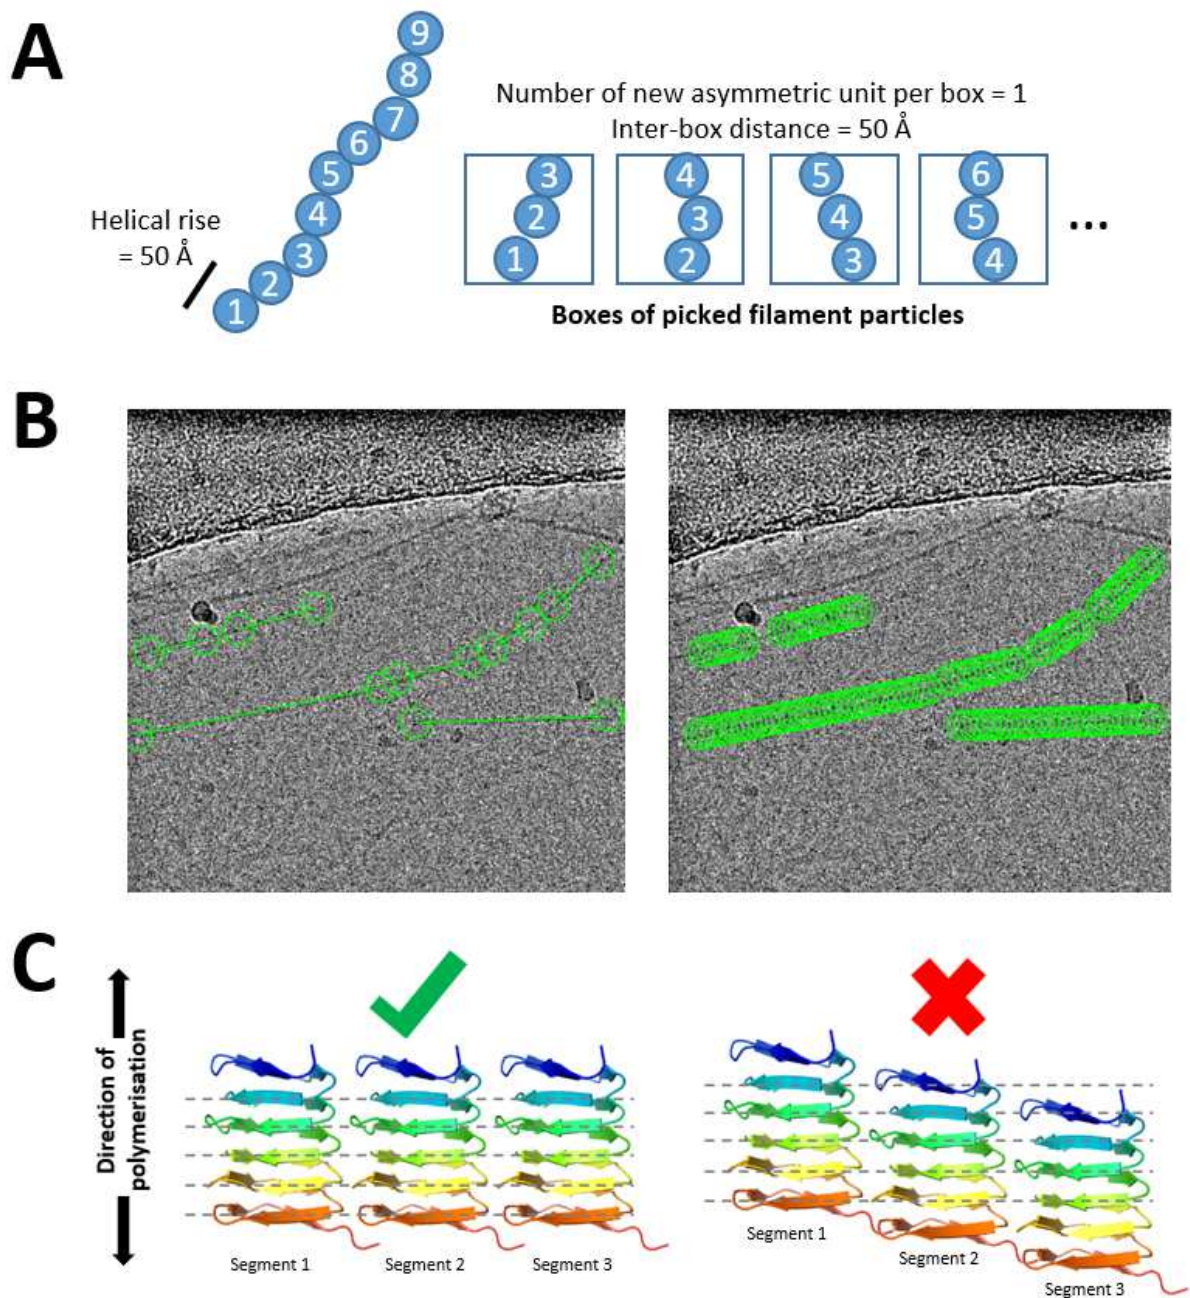 A
9
8
7
6
5
4
3
2
1
Helical rise
= 50 Å
Number of new asymmetric unit per box = 1
Inter-box distance = 50 Å
3
2
1
4
3
2
5
4
3
6
5
4
...
Boxes of picked filament particles
B
C
Direction of
polymerisation
Segment 1
Segment 2
Segment 3
Segment 1
Segment 2
Segment 3